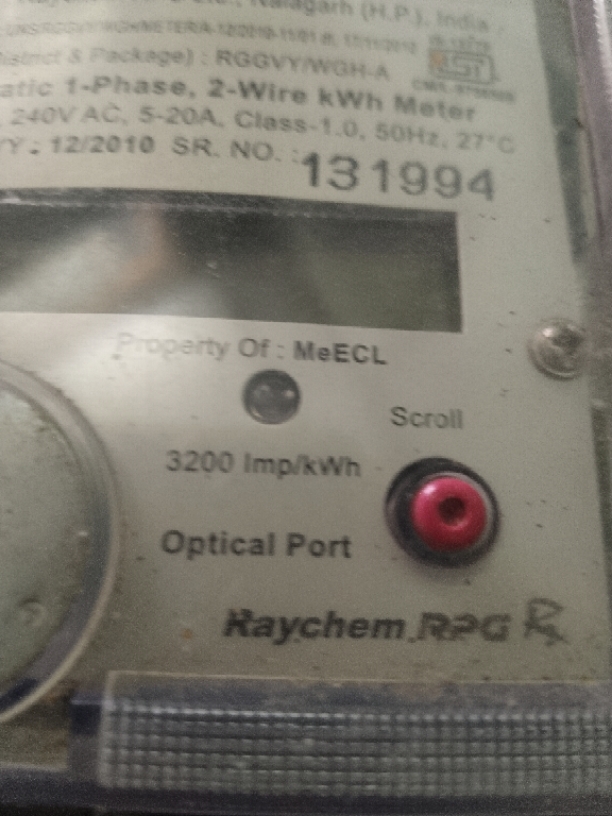 Nalagarh (H.P.), India
District & Package) : RGGVY/WGH-A
atic 1-Phase, 2-Wire kWh Meter
240V AC, 5-20A, Class-1.0, 50Hz, 27°C
Y : 12/2010 SR. NO. : 131994
Property Of : MeECL
Scroll
3200 Imp/kWh
Optical Port
Raychem RPG